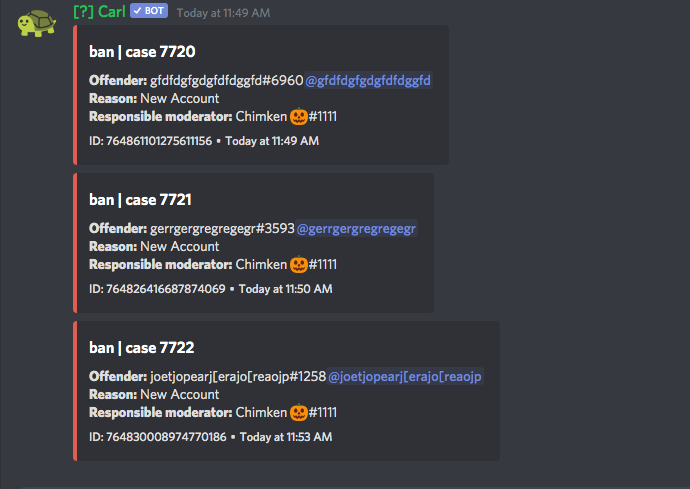 [?] Carl ✓ BOT Today at 11:49 AM
ban | case 7720
Offender: gfdfdgfgdgfdfdggfd#6960 @gfdfdgfgdgfdfdggfd
Reason: New Account
Responsible moderator: Chimken 🎃#1111
ID: 764861101275611156 • Today at 11:49 AM
ban | case 7721
Offender: gerrgergregregegr#3593 @gerrgergregregegr
Reason: New Account
Responsible moderator: Chimken 🎃#1111
ID: 764826416687874069 • Today at 11:50 AM
ban | case 7722
Offender: joetjopearj[erajo[reaojp#1258 @joetjopearj[erajo[reaojp
Reason: New Account
Responsible moderator: Chimken 🎃#1111
ID: 764830008974770186 • Today at 11:53 AM